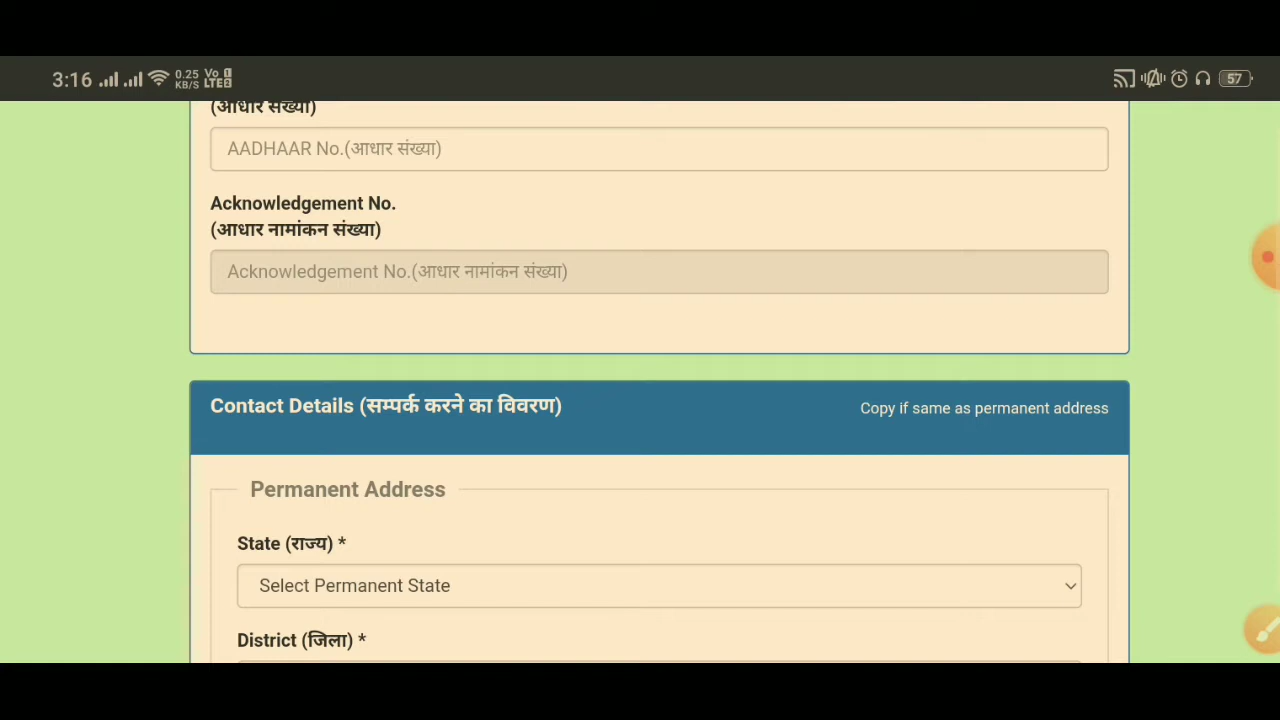 3:16 0.25 KB/S Vo LTE 1 2 57
(आधार संख्या)
AADHAAR No.(आधार संख्या)
Acknowledgement No.
(आधार नामांकन संख्या)
Acknowledgement No.(आधार नामांकन संख्या)
Contact Details (सम्पर्क करने का विवरण) Copy if same as permanent address
Permanent Address
State (राज्य) *
Select Permanent State
District (जिला) *